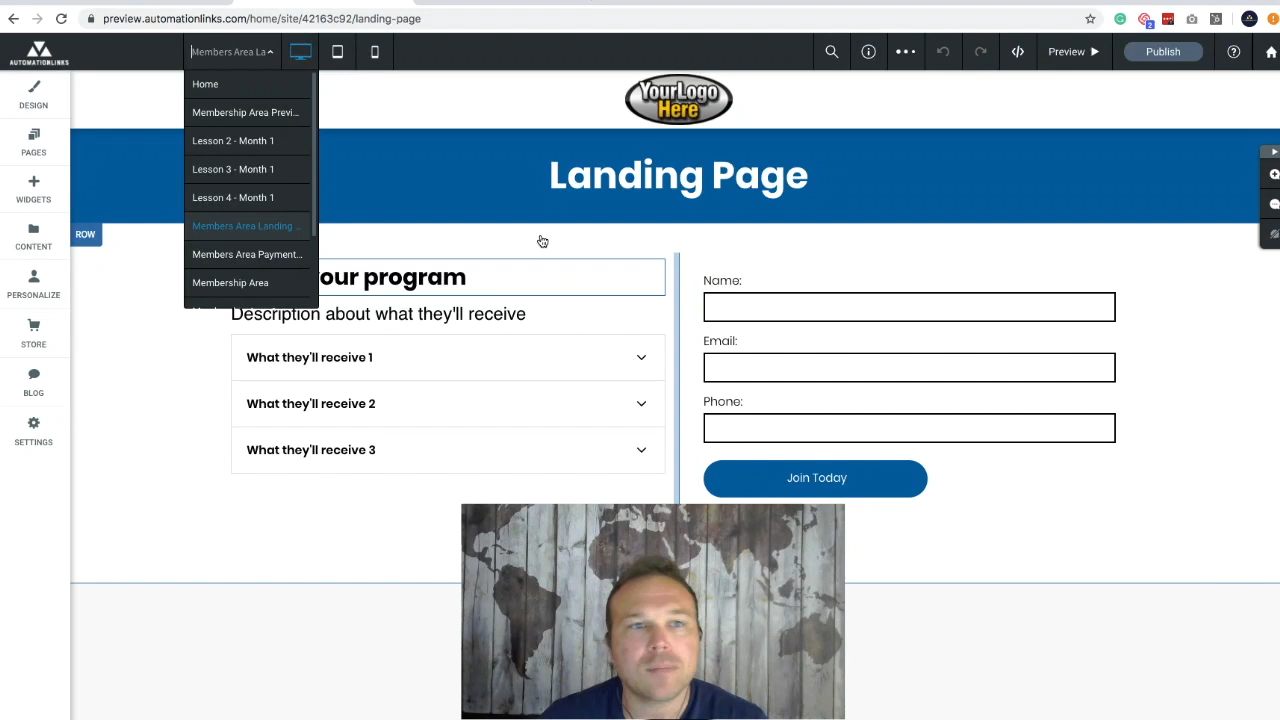 preview.automationlinks.com/home/site/42163c92/landing-page
2
AUTOMATIONLINKS
Members Area La
Preview
Publish
Home
Membership Area Previ...
Lesson 2 - Month 1
Lesson 3 - Month 1
Lesson 4 - Month 1
Members Area Landing ...
Members Area Payment...
Membership Area
DESIGN
PAGES
WIDGETS
CONTENT
PERSONALIZE
STORE
BLOG
SETTINGS
YourLogo
Here
Landing Page
ROW
our program
Description about what they'll receive
What they'll receive 1
What they'll receive 2
What they'll receive 3
Name:
Email:
Phone:
Join Today